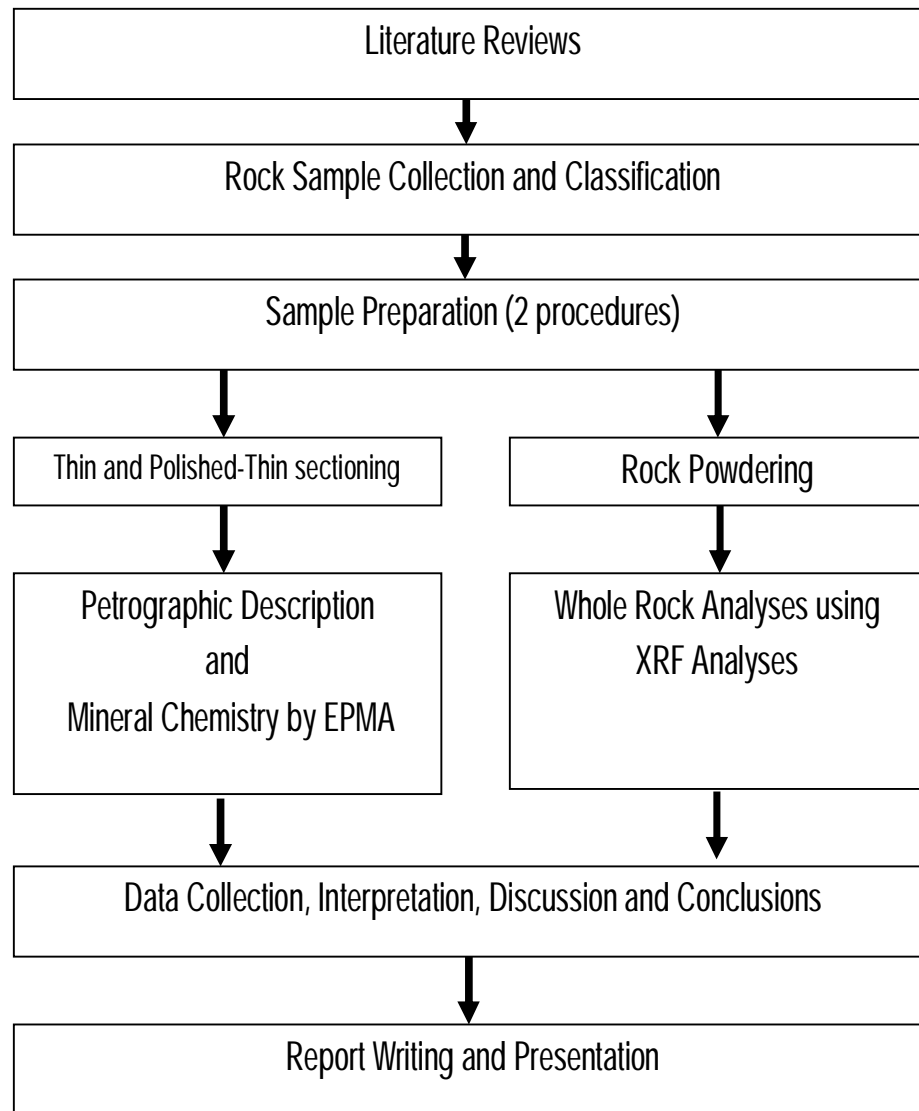 Literature Reviews
Rock Sample Collection and Classification
Sample Preparation (2 procedures)
Thin and Polished-Thin sectioning
Rock Powdering
Petrographic Description
and
Mineral Chemistry by EPMA
Whole Rock Analyses using
XRF Analyses
Data Collection, Interpretation, Discussion and Conclusions
Report Writing and Presentation